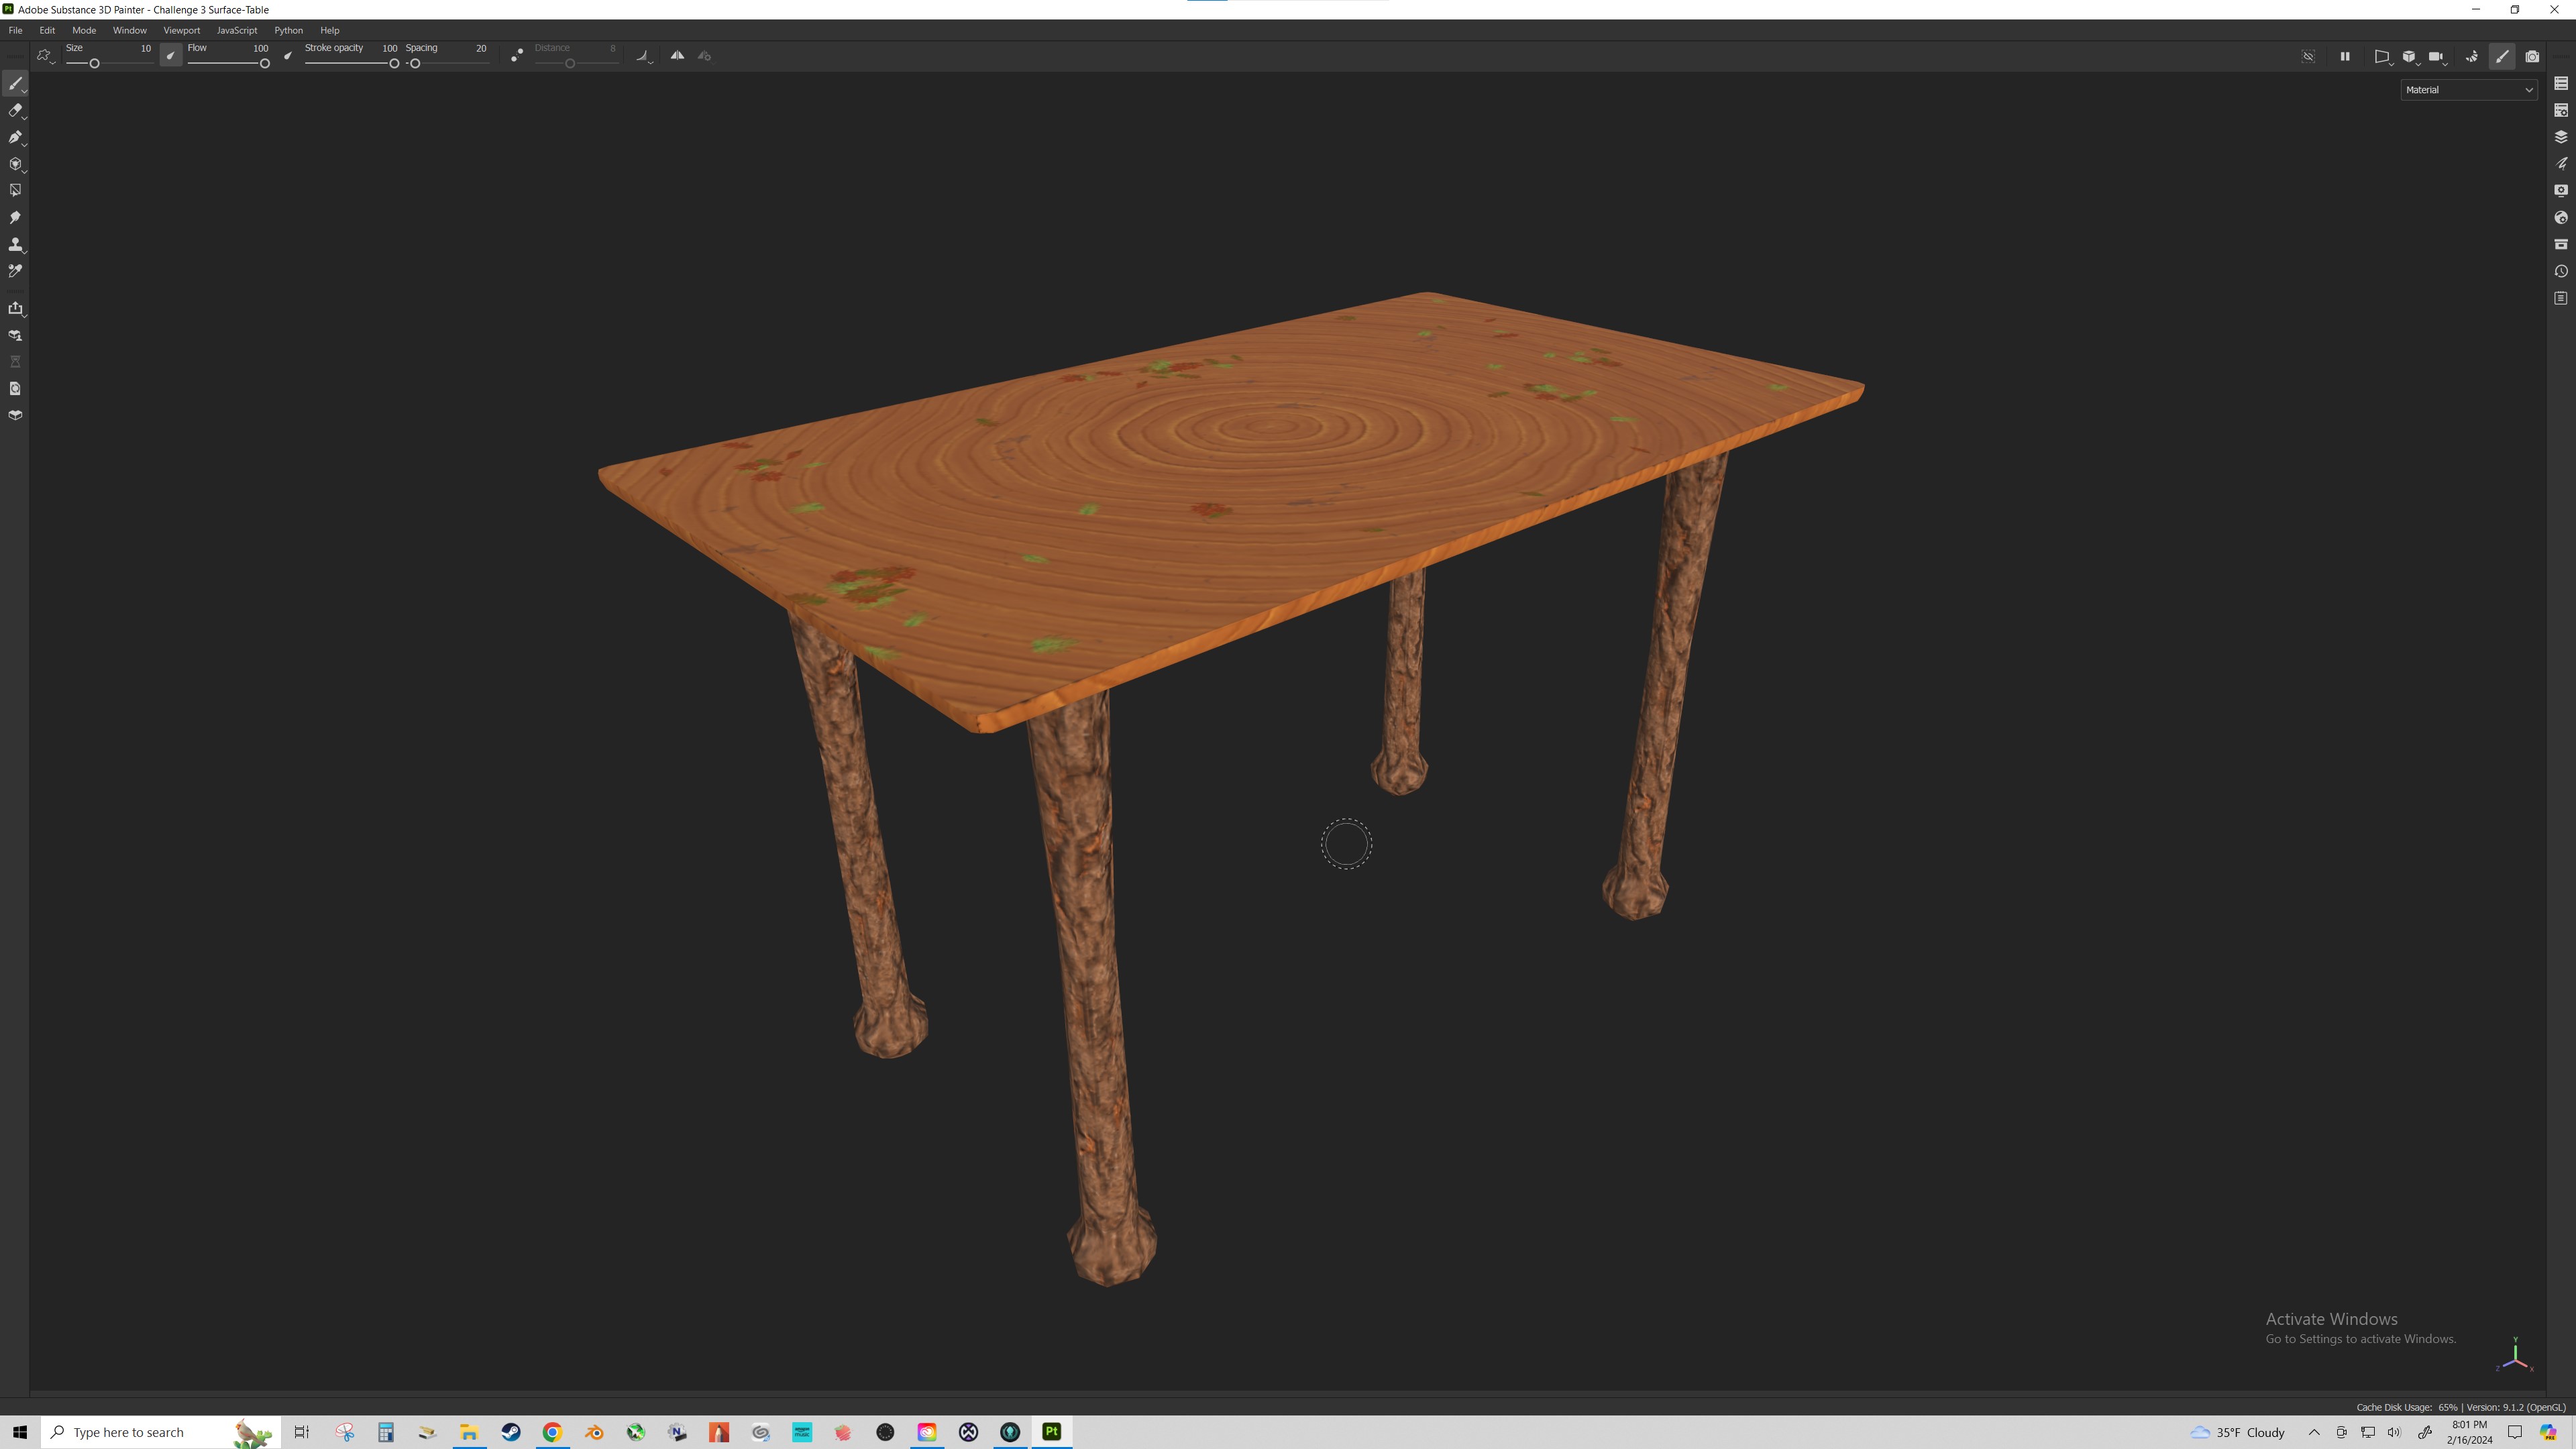 Adobe Substance 3D Painter - Challenge 3 Surface-Table
File Edit Mode Window Viewport JavaScript Python Help
Size 10 Flow 100 Stroke opacity 100 Spacing 20 Distance 8
Material
Activate Windows
Go to Settings to activate Windows.
Y
Z X
Cache Disk Usage: 65% | Version: 9.1.2 (OpenGL)
Type here to search
Pt
35°F Cloudy
8:01 PM
2/16/2024